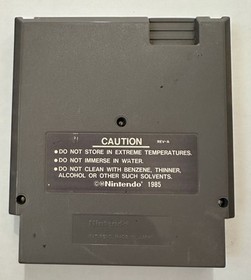 CAUTION REV-A
• DO NOT STORE IN EXTREME TEMPERATURES.
• DO NOT IMMERSE IN WATER.
• DO NOT CLEAN WITH BENZENE, THINNER,
ALCOHOL OR OTHER SUCH SOLVENTS.
©®Nintendo® 1985